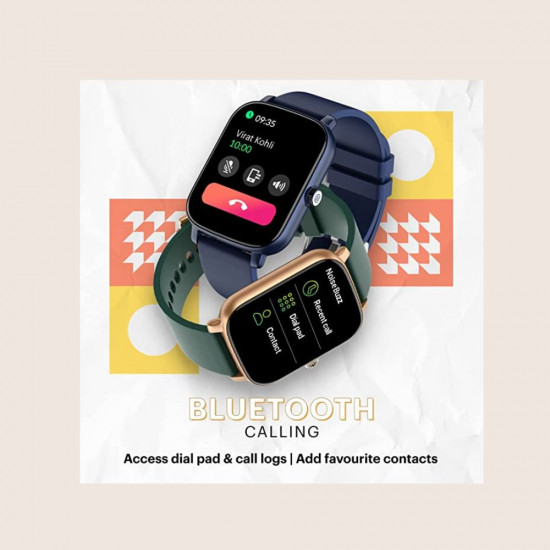 09:35
Virat Kohli
10:00
NoiseBuzz
Recent call
Dial pad
Contact
BLUETOOTH
CALLING
Access dial pad & call logs | Add favourite contacts